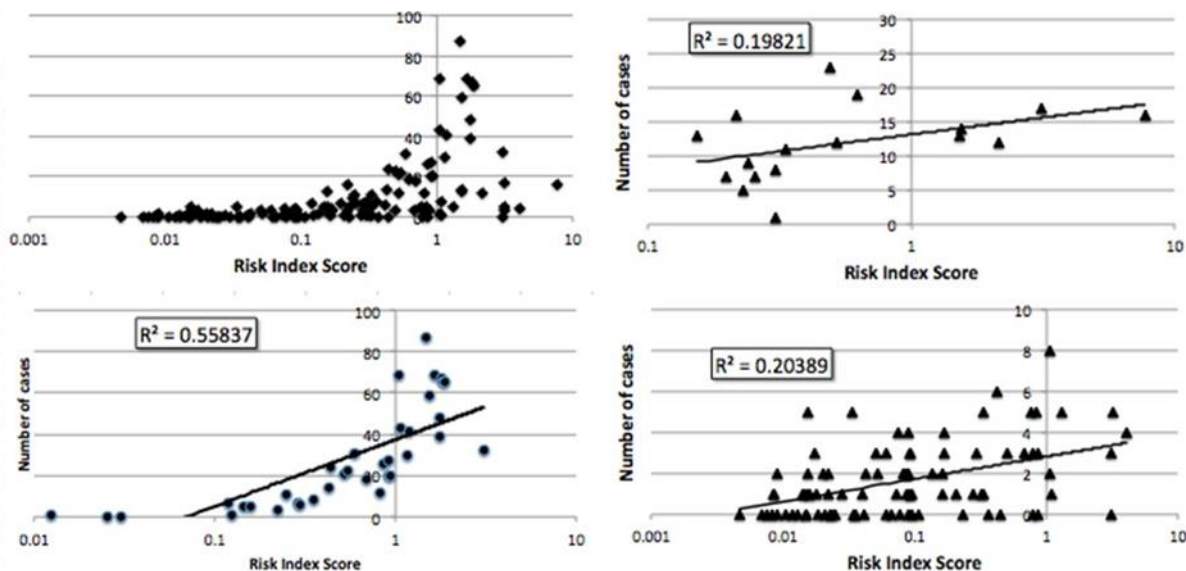 100
80
60
40
20
0
0.001 0.01 0.1 1 10
Risk Index Score
R² = 0.19821
Number of cases
30
25
20
15
10
5
0
0.1 1 10
Risk Index Score
R² = 0.55837
Number of cases
100
80
60
40
20
0
0.01 0.1 1 10
Risk Index Score
R² = 0.20389
Number of cases
10
8
6
4
2
0
0.001 0.01 0.1 1 10
Risk Index Score